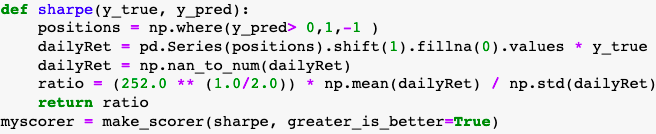 def sharpe(y_true, y_pred):
    positions = np.where(y_pred> 0,1,-1 )
    dailyRet = pd.Series(positions).shift(1).fillna(0).values * y_true
    dailyRet = np.nan_to_num(dailyRet)
    ratio = (252.0 ** (1.0/2.0)) * np.mean(dailyRet) / np.std(dailyRet)
    return ratio
myscorer = make_scorer(sharpe, greater_is_better=True)